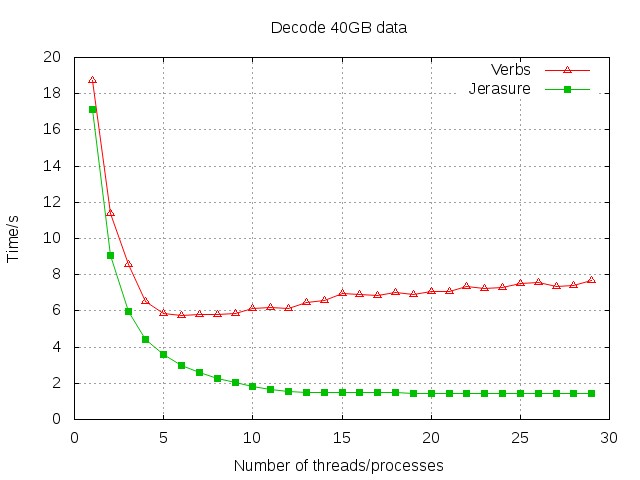 Decode 40GB data
Verbs
Jerasure
Time/s
20
18
16
14
12
10
8
6
4
2
0
0 5 10 15 20 25 30
Number of threads/processes